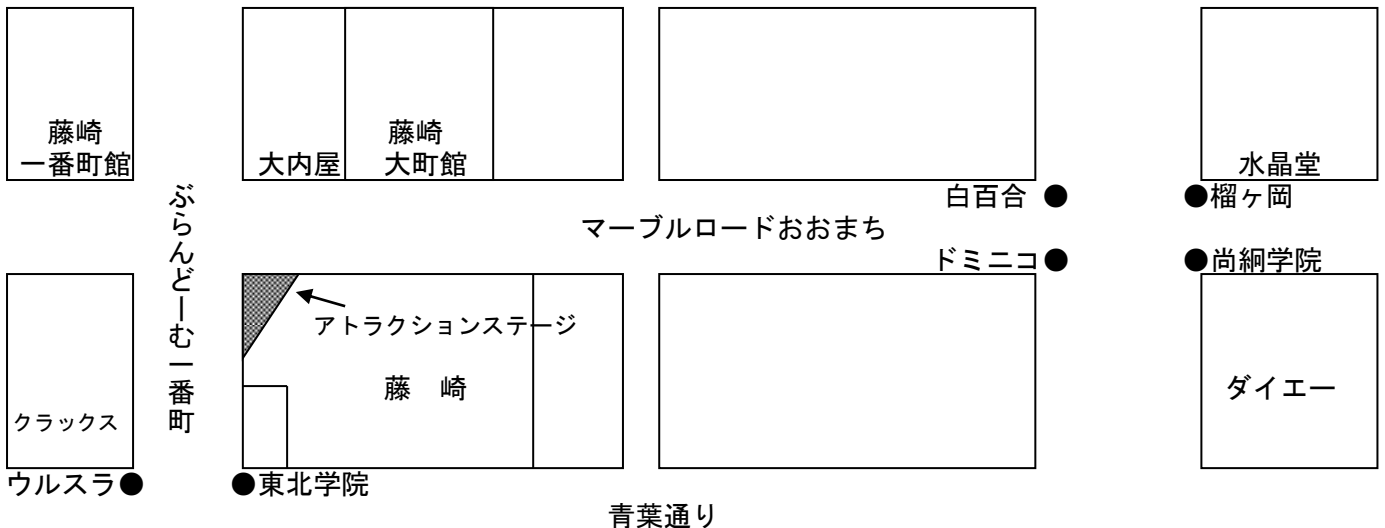 藤崎
一番町館
大内屋
藤崎
大町館
水晶堂
白百合
榴ヶ岡
ぶらんどーむ一番町
マーブルロードおおまち
ドミニコ
尚絅学院
アトラクションステージ
藤 崎
ダイエー
クラックス
ウルスラ
東北学院
青葉通り